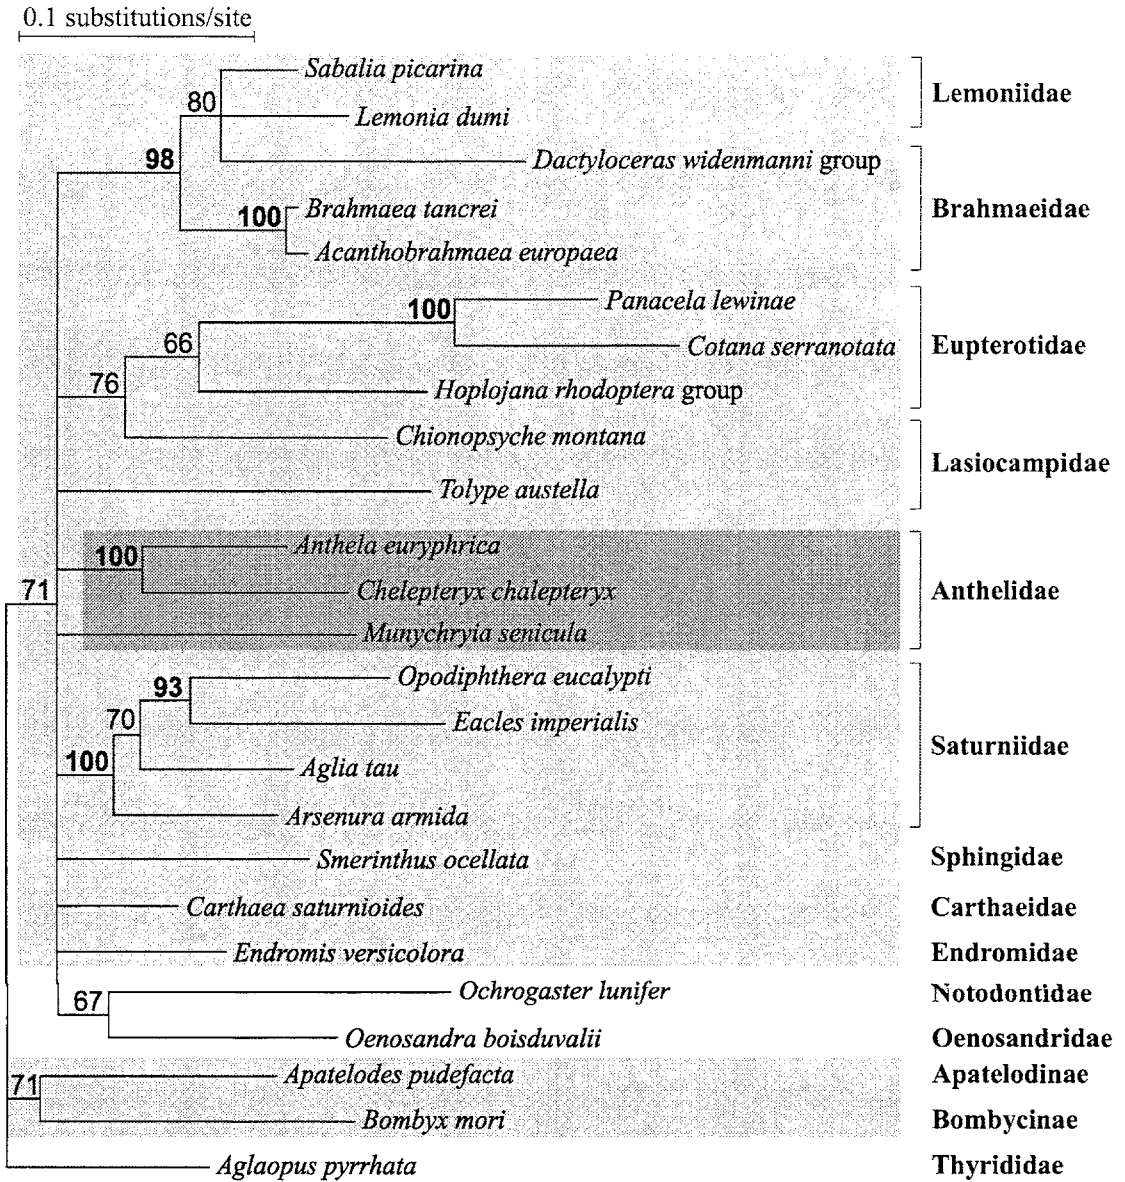 0.1 substitutions/site
Sabalia picarina
80
Lemoniidae
Lemonia dumi
98
Dactyloceras widenmanni group
Brahmaea tancrei
100
Brahmaeidae
Acanthobrahmaea europaea
Panacela lewinae
100
66
Cotana serranotata
Eupterotidae
76
Hoplojana rhodoptera group
Chionopsyche montana
Lasiocampidae
Tolype austella
Anthela euryphrica
100
71
Chelepteryx chalepteryx
Anthelidae
Munychryia senicula
Opodiphthera eucalypti
93
70
Eacles imperialis
Saturniidae
100
Aglia tau
Arsenura armida
Smerinthus ocellata
Sphingidae
Carthaea saturnioides
Carthaeidae
Endromis versicolora
Endromidae
67
Ochrogaster lunifer
Notodontidae
Oenosandra boisduvalii
Oenosandridae
71
Apatelodes pudefacta
Apatelodinae
Bombyx mori
Bombycinae
Aglaopus pyrrhata
Thyrididae